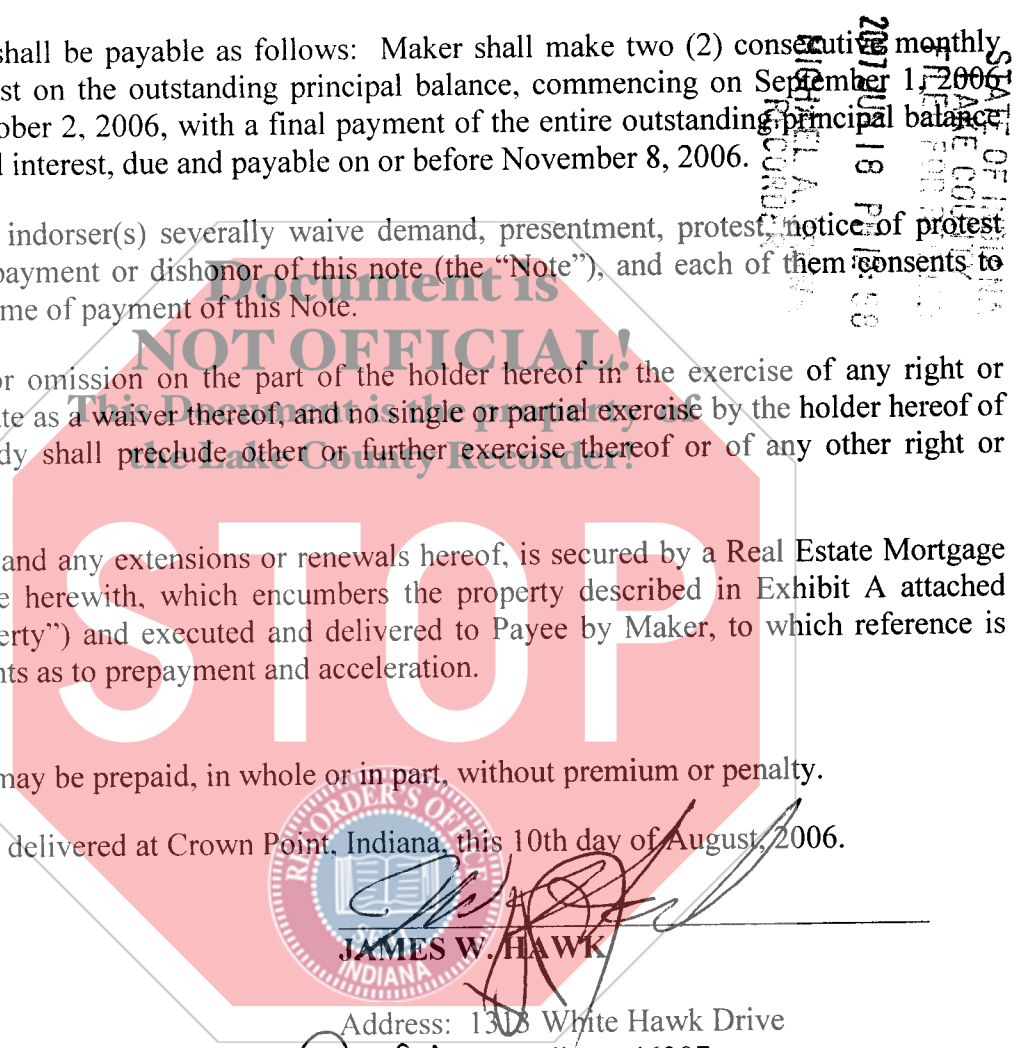 shall be payable as follows: Maker shall make two (2) consecutive monthly
st on the outstanding principal balance, commencing on September 1, 2006
ober 2, 2006, with a final payment of the entire outstanding principal balance
l interest, due and payable on or before November 8, 2006.
indorser(s) severally waive demand, presentment, protest, notice of protest
payment or dishonor of this note (the “Note”), and each of them consents to
me of payment of this Note.
or omission on the part of the holder hereof in the exercise of any right or
te as a waiver thereof, and no single or partial exercise by the holder hereof of
dy shall preclude other or further exercise thereof or of any other right or
and any extensions or renewals hereof, is secured by a Real Estate Mortgage
e herewith, which encumbers the property described in Exhibit A attached
erty”) and executed and delivered to Payee by Maker, to which reference is
nts as to prepayment and acceleration.
may be prepaid, in whole or in part, without premium or penalty.
delivered at Crown Point, Indiana, this 10th day of August, 2006.
JAMES W. HAWK
Address: 1313 White Hawk Drive
Document is
NOT OFFICIAL!
This Document is the property of
the Lake County Recorder!
STOP
RECORDER'S OFFICE
INDIANA
STATE OF
2007 JUN 18